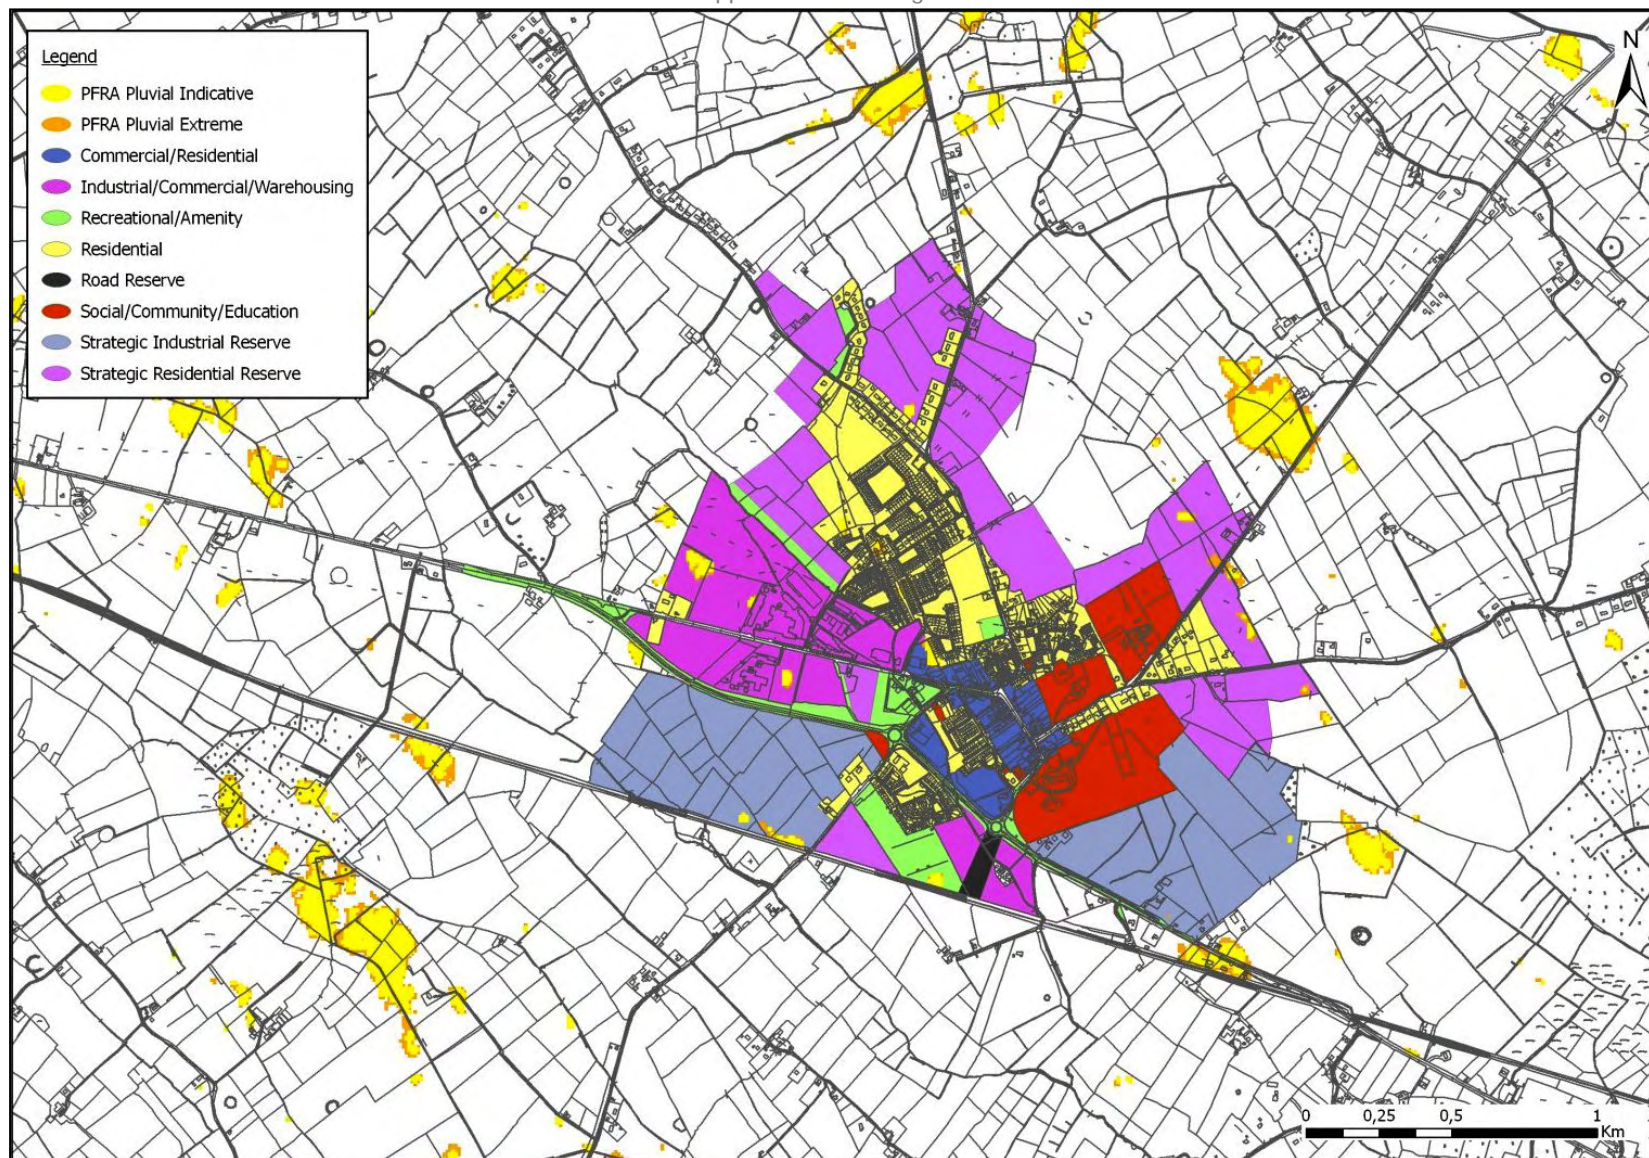 Legend
PFRA Pluvial Indicative
PFRA Pluvial Extreme
Commercial/Residential
Industrial/Commercial/Warehousing
Recreational/Amenity
Residential
Road Reserve
Social/Community/Education
Strategic Industrial Reserve
Strategic Residential Reserve
N
0 0,25 0,5 1
Km